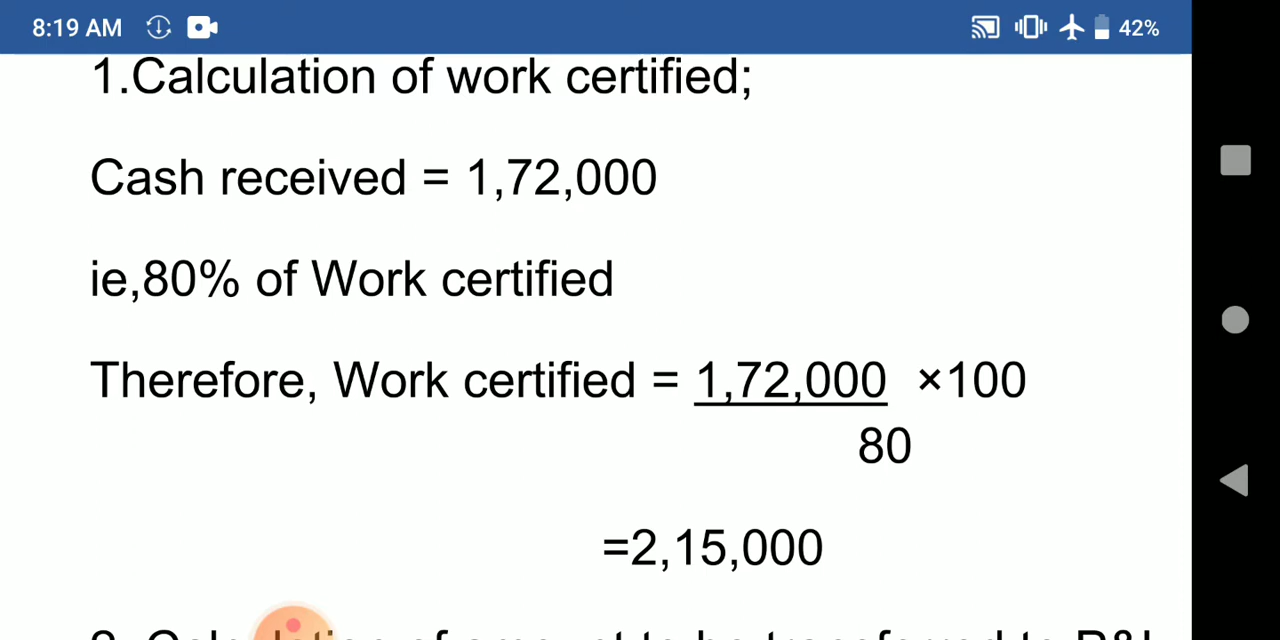 8:19 AM 42%
1.Calculation of work certified;
Cash received = 1,72,000
ie,80% of Work certified
Therefore, Work certified = 1,72,000 ×100
80
=2,15,000